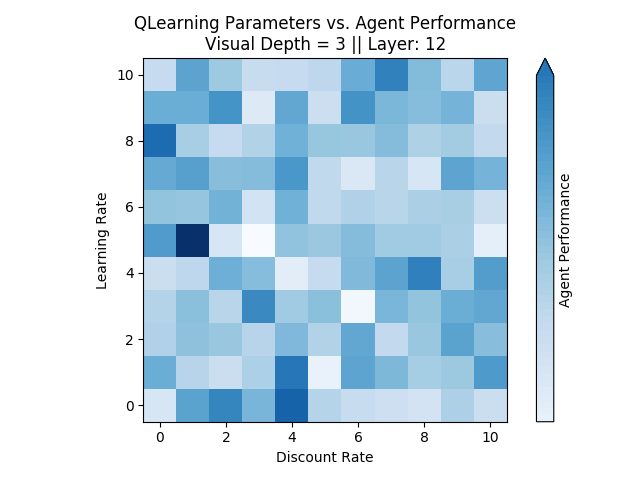 QLearning Parameters vs. Agent Performance
Visual Depth = 3 || Layer: 12
10
8
6
4
2
0
Learning Rate
0 2 4 6 8 10
Discount Rate
Agent Performance